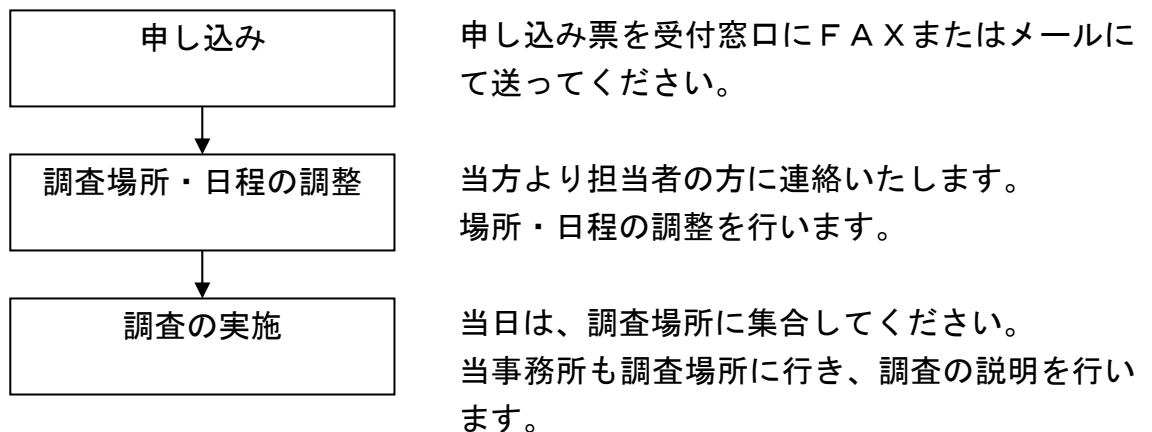 申し込み
申し込み票を受付窓口にＦＡＸまたはメールに
て送ってください。
調査場所・日程の調整
当方より担当者の方に連絡いたします。
場所・日程の調整を行います。
調査の実施
当日は、調査場所に集合してください。
当事務所も調査場所に行き、調査の説明を行い
ます。